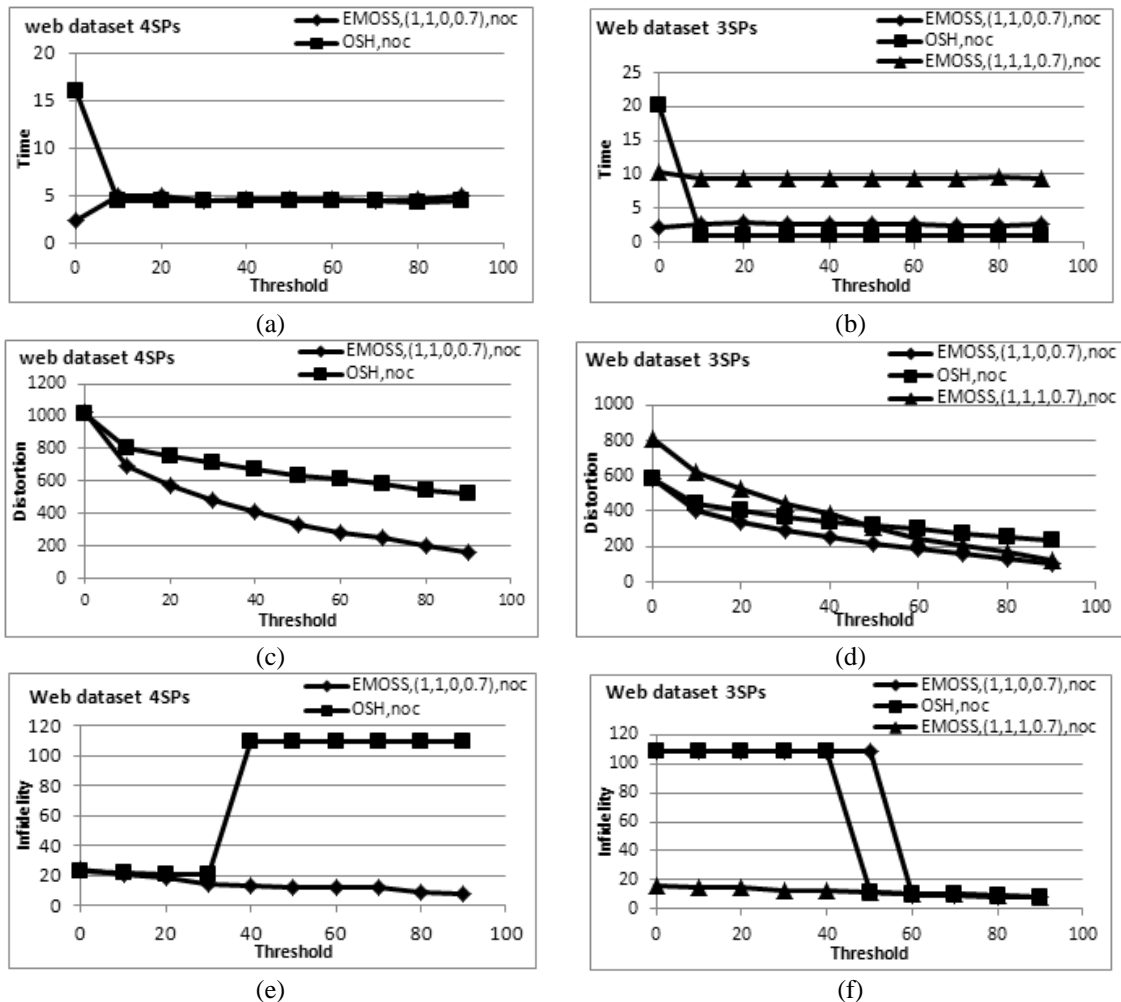 web dataset 4SPs
EMOSS,(1,1,0,0.7),noc
OSH,noc
20
15
10
5
0
Time
0 20 40 60 80 100
Threshold
(a)
Web dataset 3SPs
EMOSS,(1,1,0,0.7),noc
OSH,noc
EMOSS,(1,1,1,0.7),noc
25
20
15
10
5
0
Time
0 20 40 60 80 100
Threshold
(b)
web dataset 4SPs
EMOSS,(1,1,0,0.7),noc
OSH,noc
1200
1000
800
600
400
200
0
Distortion
0 20 40 60 80 100
Threshold
(c)
Web dataset 3SPs
EMOSS,(1,1,0,0.7),noc
OSH,noc
EMOSS,(1,1,1,0.7),noc
1000
800
600
400
200
0
Distortion
0 20 40 60 80 100
Threshold
(d)
Web dataset 4SPs
EMOSS,(1,1,0,0.7),noc
OSH,noc
120
100
80
60
40
20
0
Infidelity
0 20 40 60 80 100
Threshold
(e)
Web dataset 3SPs
EMOSS,(1,1,0,0.7),noc
OSH,noc
EMOSS,(1,1,1,0.7),noc
120
100
80
60
40
20
0
Infidelity
0 20 40 60 80 100
Threshold
(f)